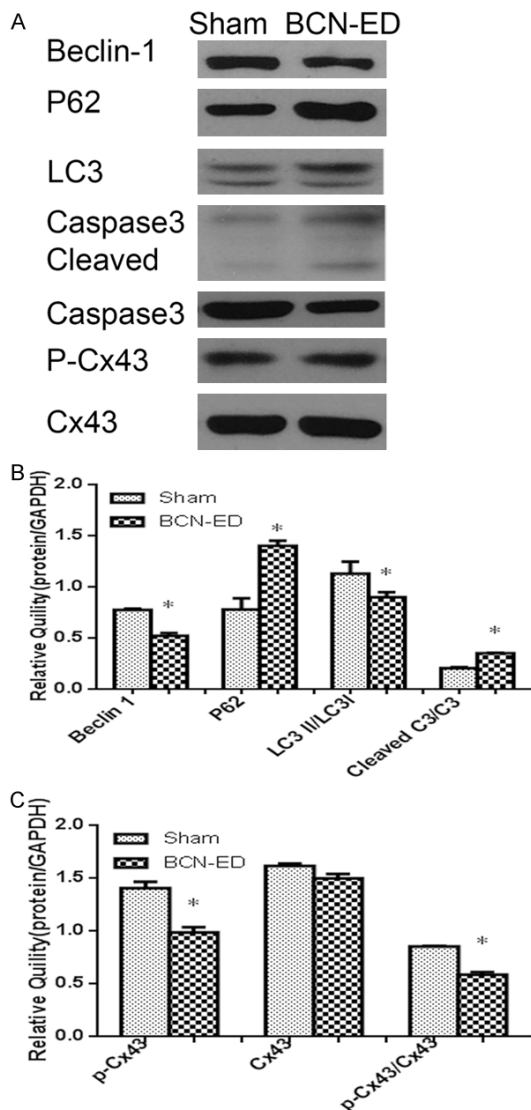 A
Sham BCN-ED
Beclin-1
P62
LC3
Caspase3
Cleaved
Caspase3
P-Cx43
Cx43
B
Relative Quility(protein/GAPDH)
2.0
1.5
1.0
0.5
0.0
Sham
BCN-ED
*
*
*
*
Beclin 1
P62
LC3 II/LC3I
Cleaved C3/C3
C
Relative Quility(protein/GAPDH)
2.0
1.5
1.0
0.5
0.0
Sham
BCN-ED
*
*
p-Cx43
Cx43
p-Cx43/Cx43